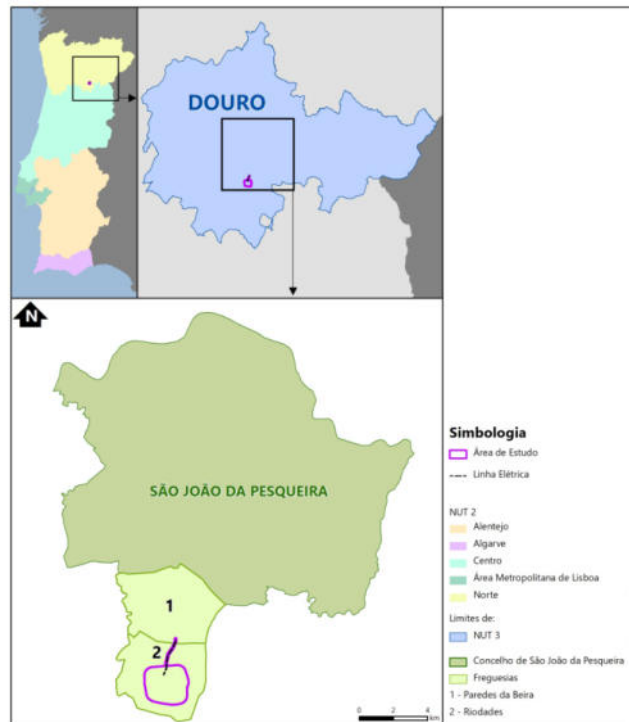 DOURO
N
SÃO JOÃO DA PESQUEIRA
1
2
0 2 4
km
Simbologia
Área de Estudo
Linha Elétrica
NUT 2
Alentejo
Algarve
Centro
Área Metropolitana de Lisboa
Norte
Limites de:
NUT 3
Concelho de São João da Pesqueira
Freguesias
1 - Paredes da Beira
2 - Riodades